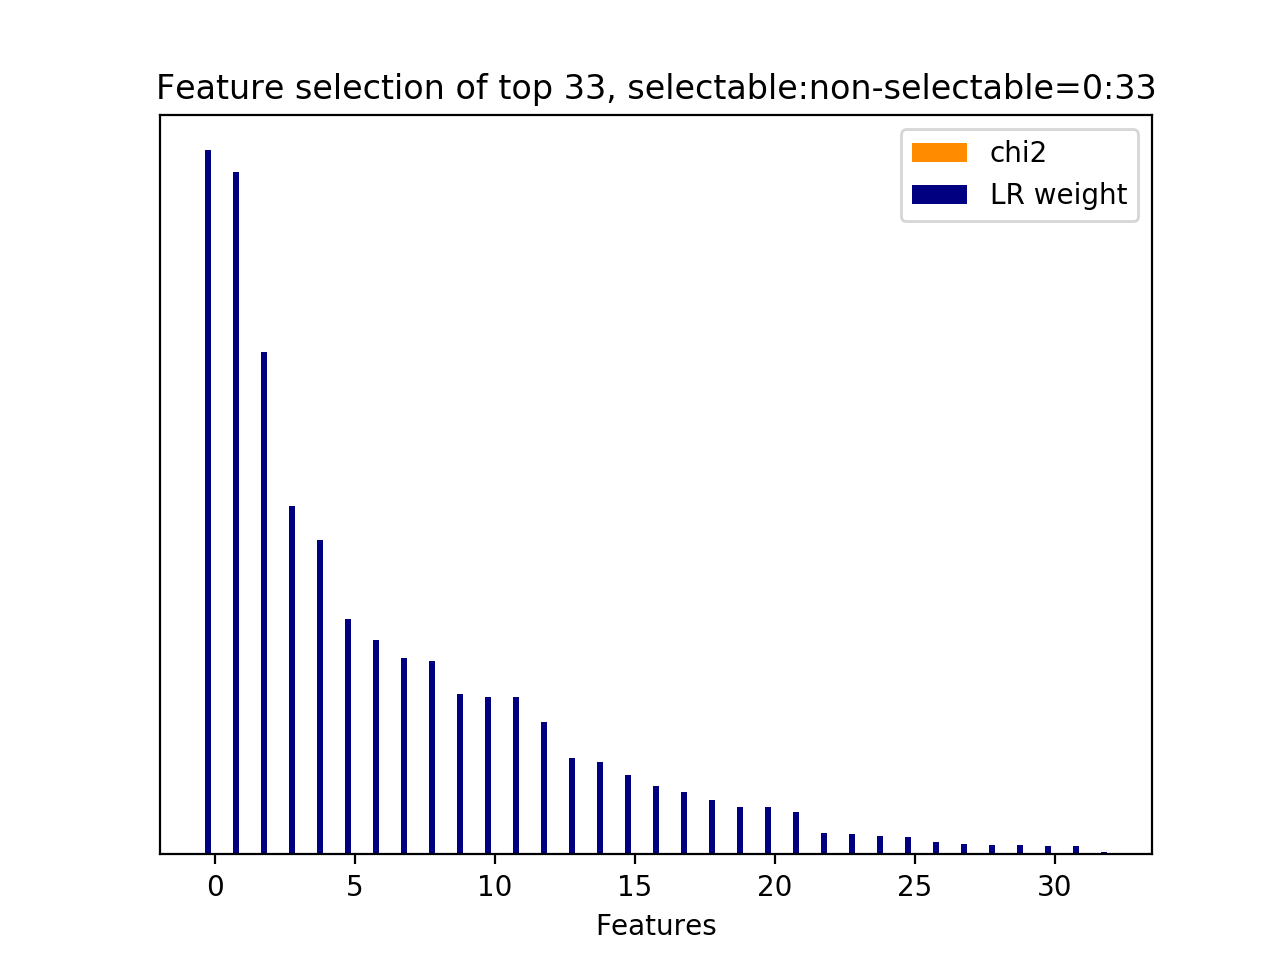 Feature selection of top 33, selectable:non-selectable=0:33
chi2
LR weight
0 5 10 15 20 25 30
Features